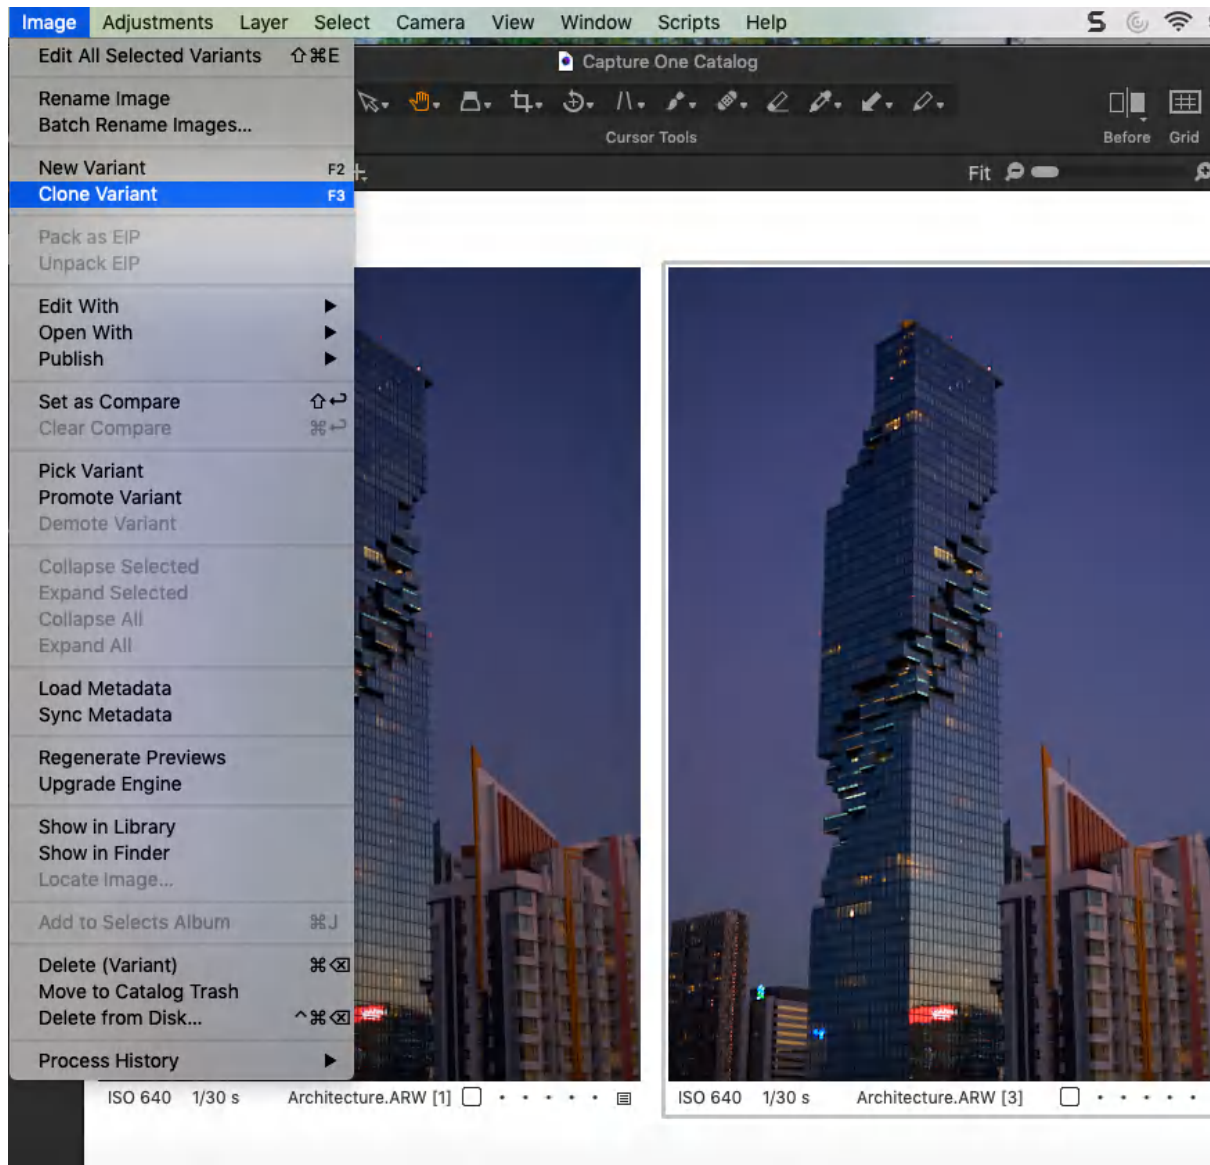 Image Adjustments Layer Select Camera View Window Scripts Help
Edit All Selected Variants ⇧⌘E
Capture One Catalog
Rename Image
Batch Rename Images...
Cursor Tools
Before Grid
New Variant F2
Fit
Clone Variant F3
Pack as EIP
Unpack EIP
Edit With ▶
Open With ▶
Publish ▶
Set as Compare ⇧↩
Clear Compare ⌘↩
Pick Variant
Promote Variant
Demote Variant
Collapse Selected
Expand Selected
Collapse All
Expand All
Load Metadata
Sync Metadata
Regenerate Previews
Upgrade Engine
Show in Library
Show in Finder
Locate Image...
Add to Selects Album ⌘J
Delete (Variant) ⌘⌫
Move to Catalog Trash
Delete from Disk... ^⌘⌫
Process History ▶
ISO 640 1/30 s Architecture.ARW [1]
ISO 640 1/30 s Architecture.ARW [3]